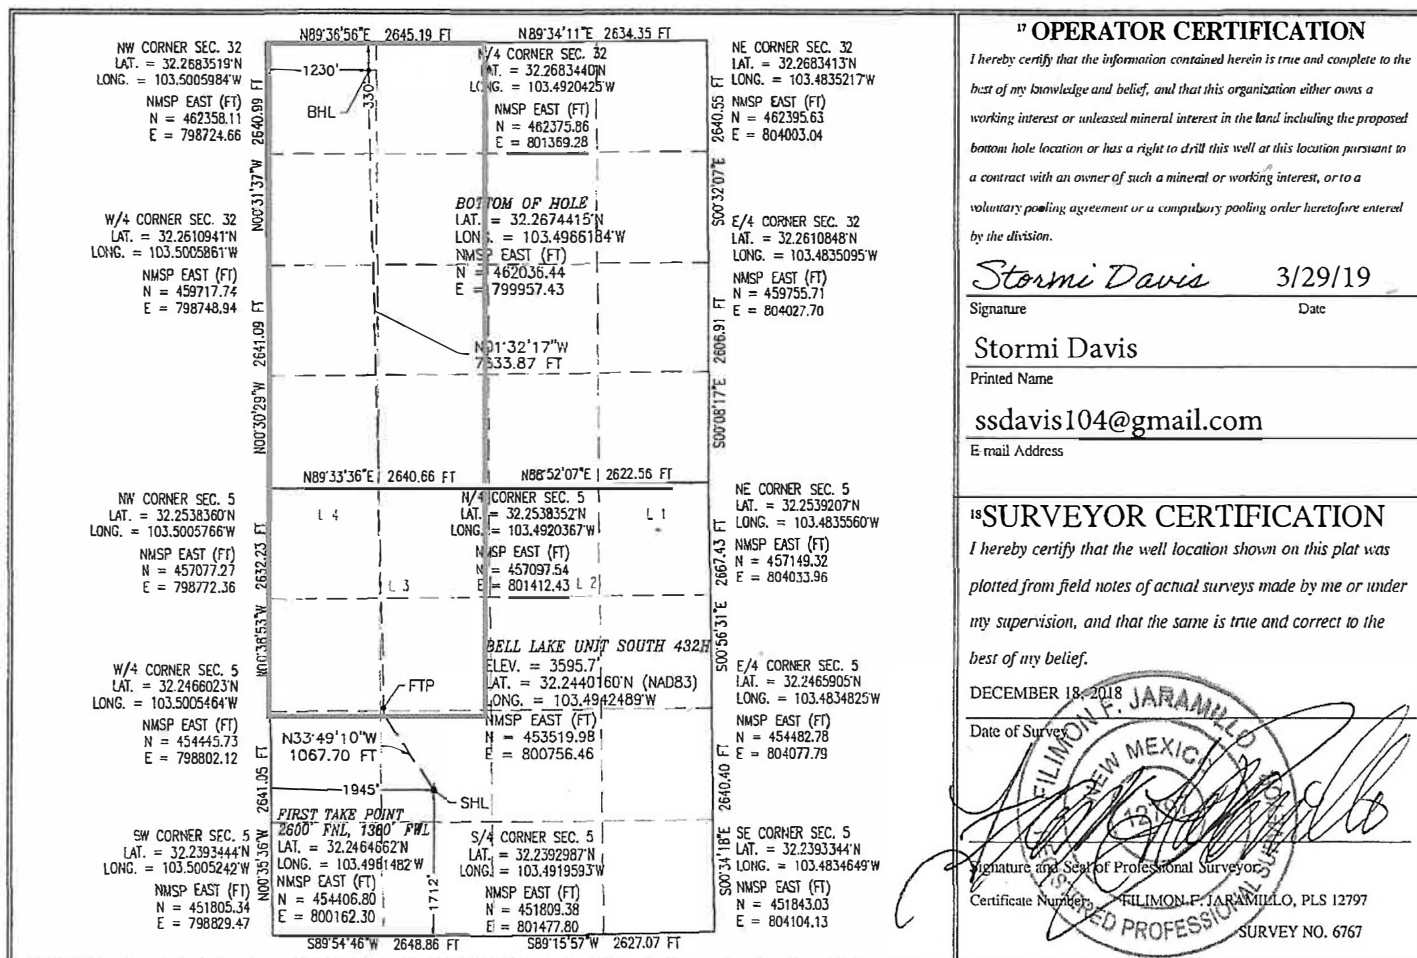 N89°36'56"E 2645.19 FT
N89°34'11"E 2634.35 FT
NW CORNER SEC. 32
LAT. = 32.2683519°N
LONG. = 103.5005984°W
NMSP EAST (FT)
N = 462358.11
E = 798724.66
1230'
330'
BHL
N/4 CORNER SEC. 32
LAT. = 32.2683440°N
LONG. = 103.4920425°W
NMSP EAST (FT)
N = 462375.86
E = 801369.28
NE CORNER SEC. 32
LAT. = 32.2683413°N
LONG. = 103.4835217°W
NMSP EAST (FT)
N = 462395.63
E = 804003.04
N00°31'37"W 2640.99 FT
S00°32'07"E 2640.55 FT
BOTTOM OF HOLE
LAT. = 32.2674415°N
LONG. = 103.4966184°W
NMSP EAST (FT)
N = 462036.44
E = 799957.43
W/4 CORNER SEC. 32
LAT. = 32.2610941°N
LONG. = 103.5005861°W
NMSP EAST (FT)
N = 459717.74
E = 798748.94
E/4 CORNER SEC. 32
LAT. = 32.2610848°N
LONG. = 103.4835095°W
NMSP EAST (FT)
N = 459755.71
E = 804027.70
N01°32'17"W
7633.87 FT
N00°30'29"W 2641.09 FT
S00°08'17"E 2606.91 FT
N89°33'36"E 2640.66 FT
N88°52'07"E 2622.56 FT
NW CORNER SEC. 5
LAT. = 32.2538360°N
LONG. = 103.5005766°W
NMSP EAST (FT)
N = 457077.27
E = 798772.36
L 4
N/4 CORNER SEC. 5
LAT. = 32.2538352°N
LONG. = 103.4920367°W
NMSP EAST (FT)
N = 457097.54
E = 801412.43
L 1
L 3
L 2
NE CORNER SEC. 5
LAT. = 32.2539207°N
LONG. = 103.4835560°W
NMSP EAST (FT)
N = 457149.32
E = 804033.96
N00°38'53"W 2632.23 FT
S00°56'31"E 2667.43 FT
BELL LAKE UNIT SOUTH 432H
ELEV. = 3595.7'
LAT. = 32.2440160°N (NAD83)
LONG. = 103.4942489°W
NMSP EAST (FT)
N = 453519.98
E = 800756.46
W/4 CORNER SEC. 5
LAT. = 32.2466023°N
LONG. = 103.5005464°W
NMSP EAST (FT)
N = 454445.73
E = 798802.12
FTP
E/4 CORNER SEC. 5
LAT. = 32.2465905°N
LONG. = 103.4834825°W
NMSP EAST (FT)
N = 454482.78
E = 804077.79
N33°49'10"W
1067.70 FT
1945'
SHL
1712'
FIRST TAKE POINT
2600' FNL, 1360' FWL
LAT. = 32.2464662°N
LONG. = 103.4961482°W
NMSP EAST (FT)
N = 454406.80
E = 800162.30
N00°35'36"W 2641.05 FT
S00°34'18"E 2640.40 FT
SW CORNER SEC. 5
LAT. = 32.2393444°N
LONG. = 103.5005242°W
NMSP EAST (FT)
N = 451805.34
E = 798829.47
S/4 CORNER SEC. 5
LAT. = 32.2392987°N
LONG. = 103.4919593°W
NMSP EAST (FT)
N = 451809.38
E = 801477.80
SE CORNER SEC. 5
LAT. = 32.2393344°N
LONG. = 103.4834649°W
NMSP EAST (FT)
N = 451843.03
E = 804104.13
S89°54'46"W 2648.86 FT
S89°15'57"W 2627.07 FT
17 OPERATOR CERTIFICATION
I hereby certify that the information contained herein is true and complete to the
best of my knowledge and belief, and that this organization either owns a
working interest or unleased mineral interest in the land including the proposed
bottom hole location or has a right to drill this well at this location pursuant to
a contract with an owner of such a mineral or working interest, or to a
voluntary pooling agreement or a compulsory pooling order heretofore entered
by the division.
Stormi Davis 3/29/19
Signature Date
Stormi Davis
Printed Name
ssdavis104@gmail.com
E mail Address
18 SURVEYOR CERTIFICATION
I hereby certify that the well location shown on this plat was
plotted from field notes of actual surveys made by me or under
my supervision, and that the same is true and correct to the
best of my belief.
DECEMBER 18, 2018
Date of Survey
FILIMON F. JARAMILLO
NEW MEXICO
12797
REGISTERED PROFESSIONAL SURVEYOR
Signature and Seal of Professional Surveyor
Certificate Number: FILIMON F. JARAMILLO, PLS 12797
SURVEY NO. 6767